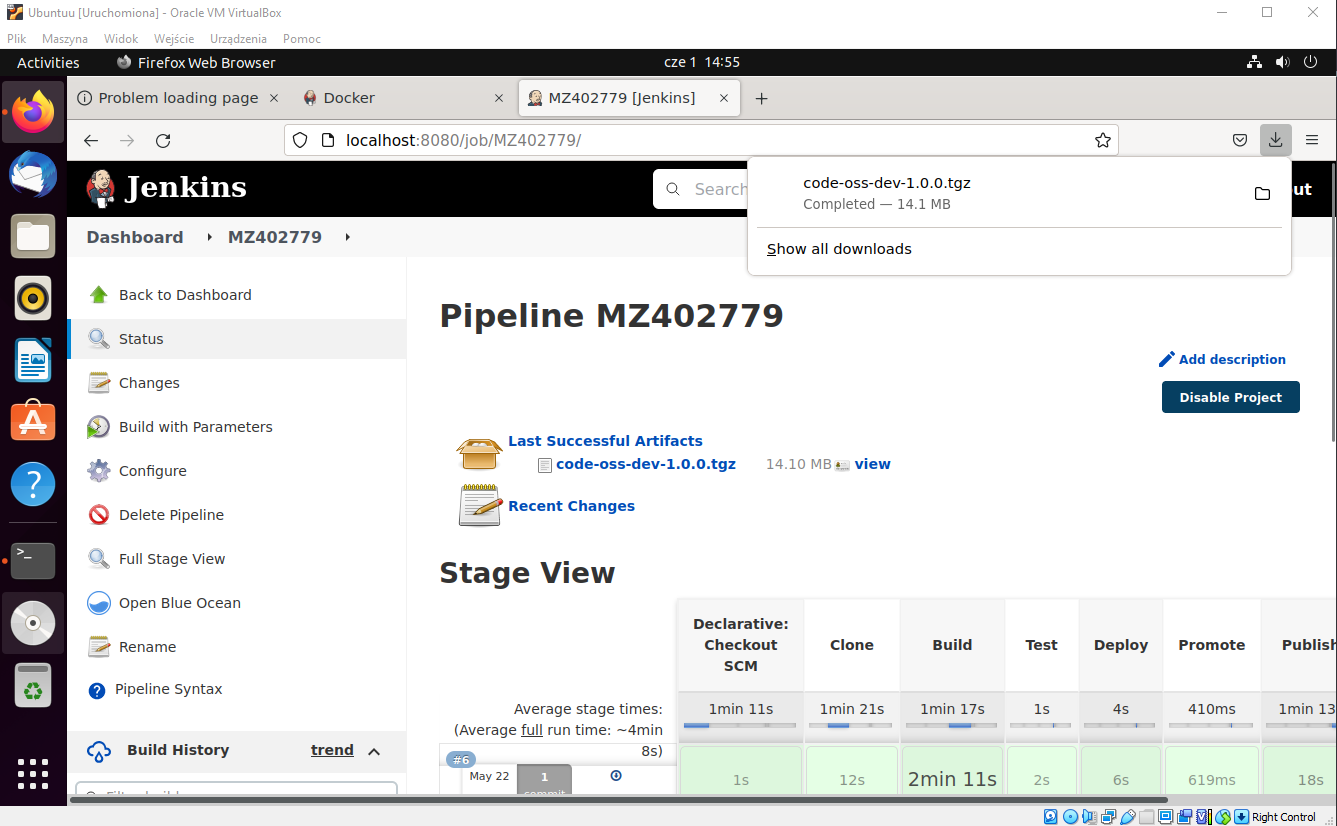 Ubuntuu [Uruchomiona] - Oracle VM VirtualBox
Plik Maszyna Widok Wejście Urządzenia Pomoc
Activities Firefox Web Browser cze 1 14:55
Problem loading page Docker MZ402779 [Jenkins]
localhost:8080/job/MZ402779/
Jenkins Search
code-oss-dev-1.0.0.tgz
Completed — 14.1 MB
Show all downloads
Dashboard MZ402779
Back to Dashboard
Status
Changes
Build with Parameters
Configure
Delete Pipeline
Full Stage View
Open Blue Ocean
Rename
Pipeline Syntax
Build History trend
Pipeline MZ402779
Add description
Disable Project
Last Successful Artifacts
code-oss-dev-1.0.0.tgz 14.10 MB view
Recent Changes
Stage View
Declarative:
Checkout
SCM
Clone Build Test Deploy Promote Publish
Average stage times:
(Average full run time: ~4min
8s)
1min 11s 1min 21s 1min 17s 1s 4s 410ms 1min 13
#6
May 22 1
commit
1s 12s 2min 11s 2s 6s 619ms 18s
Right Control